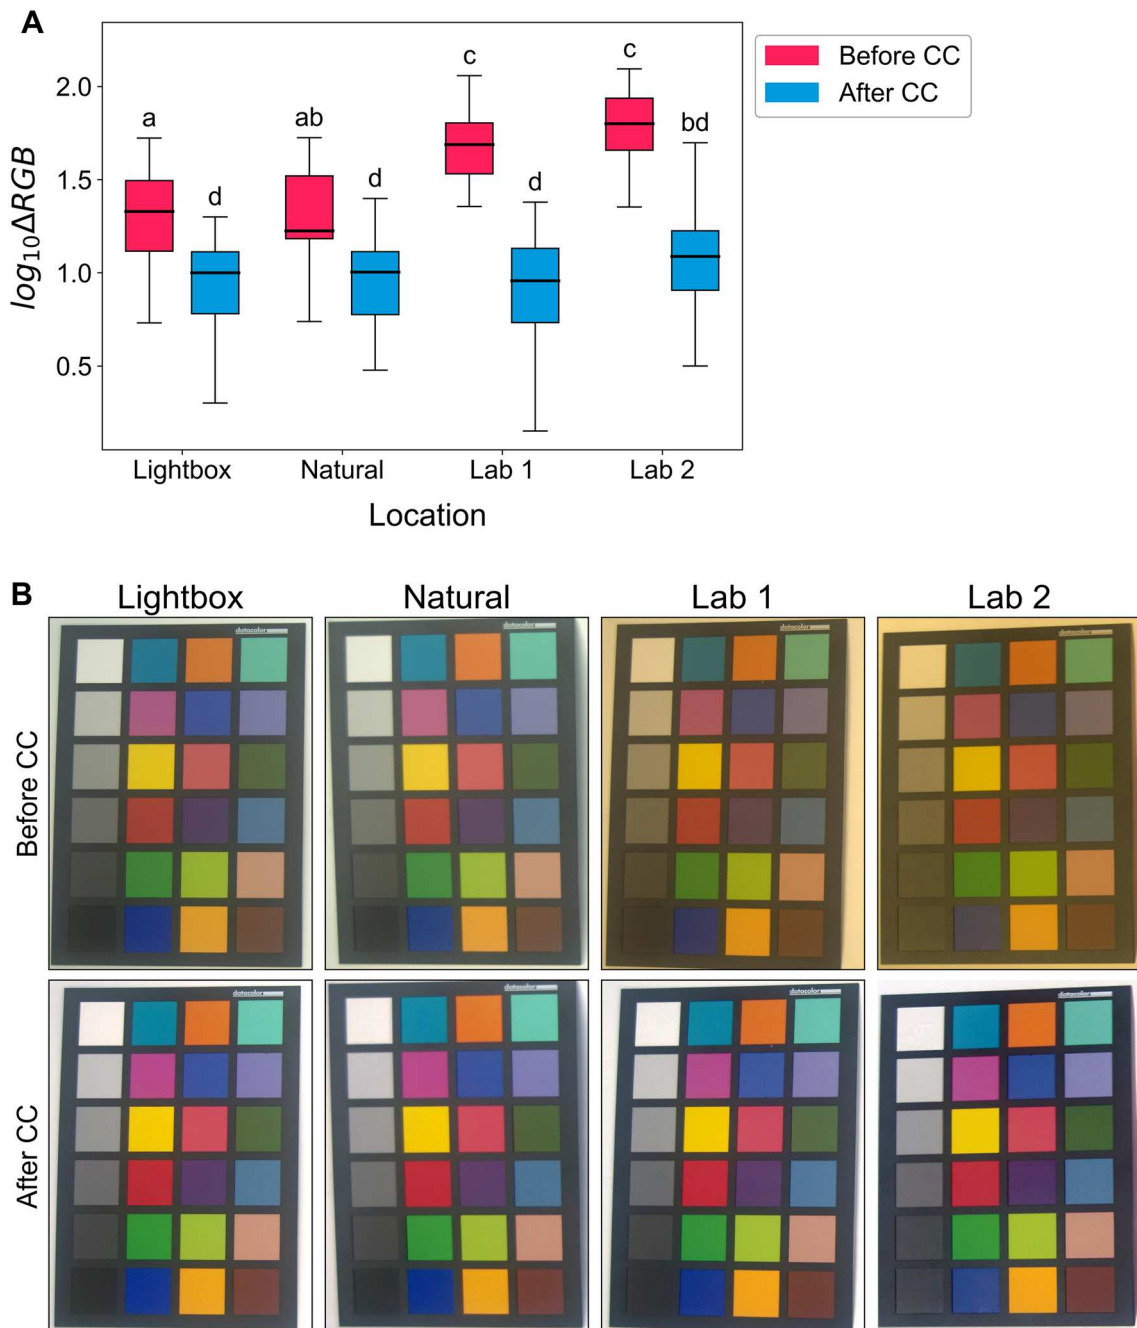 A
Before CC
After CC
log₁₀ΔRGB
2.0
1.5
1.0
0.5
a
d
ab
d
c
d
c
bd
Lightbox
Natural
Lab 1
Lab 2
Location
B
Lightbox
Natural
Lab 1
Lab 2
Before CC
datacolor
datacolor
datacolor
datacolor
After CC
datacolor
datacolor
datacolor
datacolor